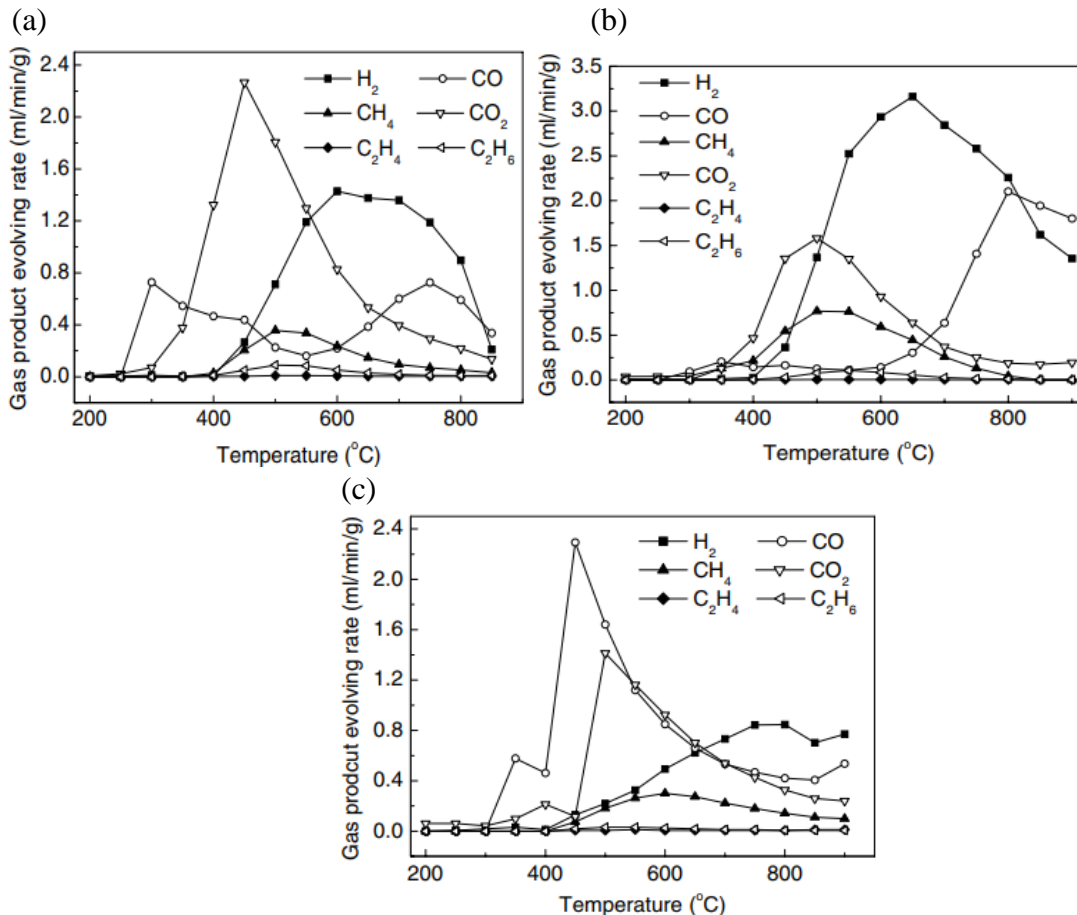 (a)
Gas product evolving rate (ml/min/g)
2.4
2.0
1.6
1.2
0.8
0.4
0.0
H2 CO
CH4 CO2
C2H4 C2H6
200 400 600 800
Temperature (°C)
(b)
Gas product evolving rate (ml/min/g)
3.5
3.0
2.5
2.0
1.5
1.0
0.5
0.0
H2
CO
CH4
CO2
C2H4
C2H6
200 400 600 800
Temperature (°C)
(c)
Gas prodcut evolving rate (ml/min/g)
2.4
2.0
1.6
1.2
0.8
0.4
0.0
H2 CO
CH4 CO2
C2H4 C2H6
200 400 600 800
Temperature (°C)